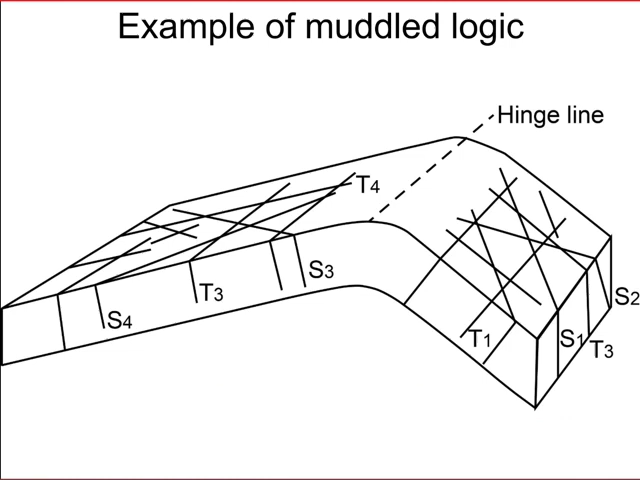 Example of muddled logic
Hinge line
T4
S3
T3
S4
S2
T1
S1
T3